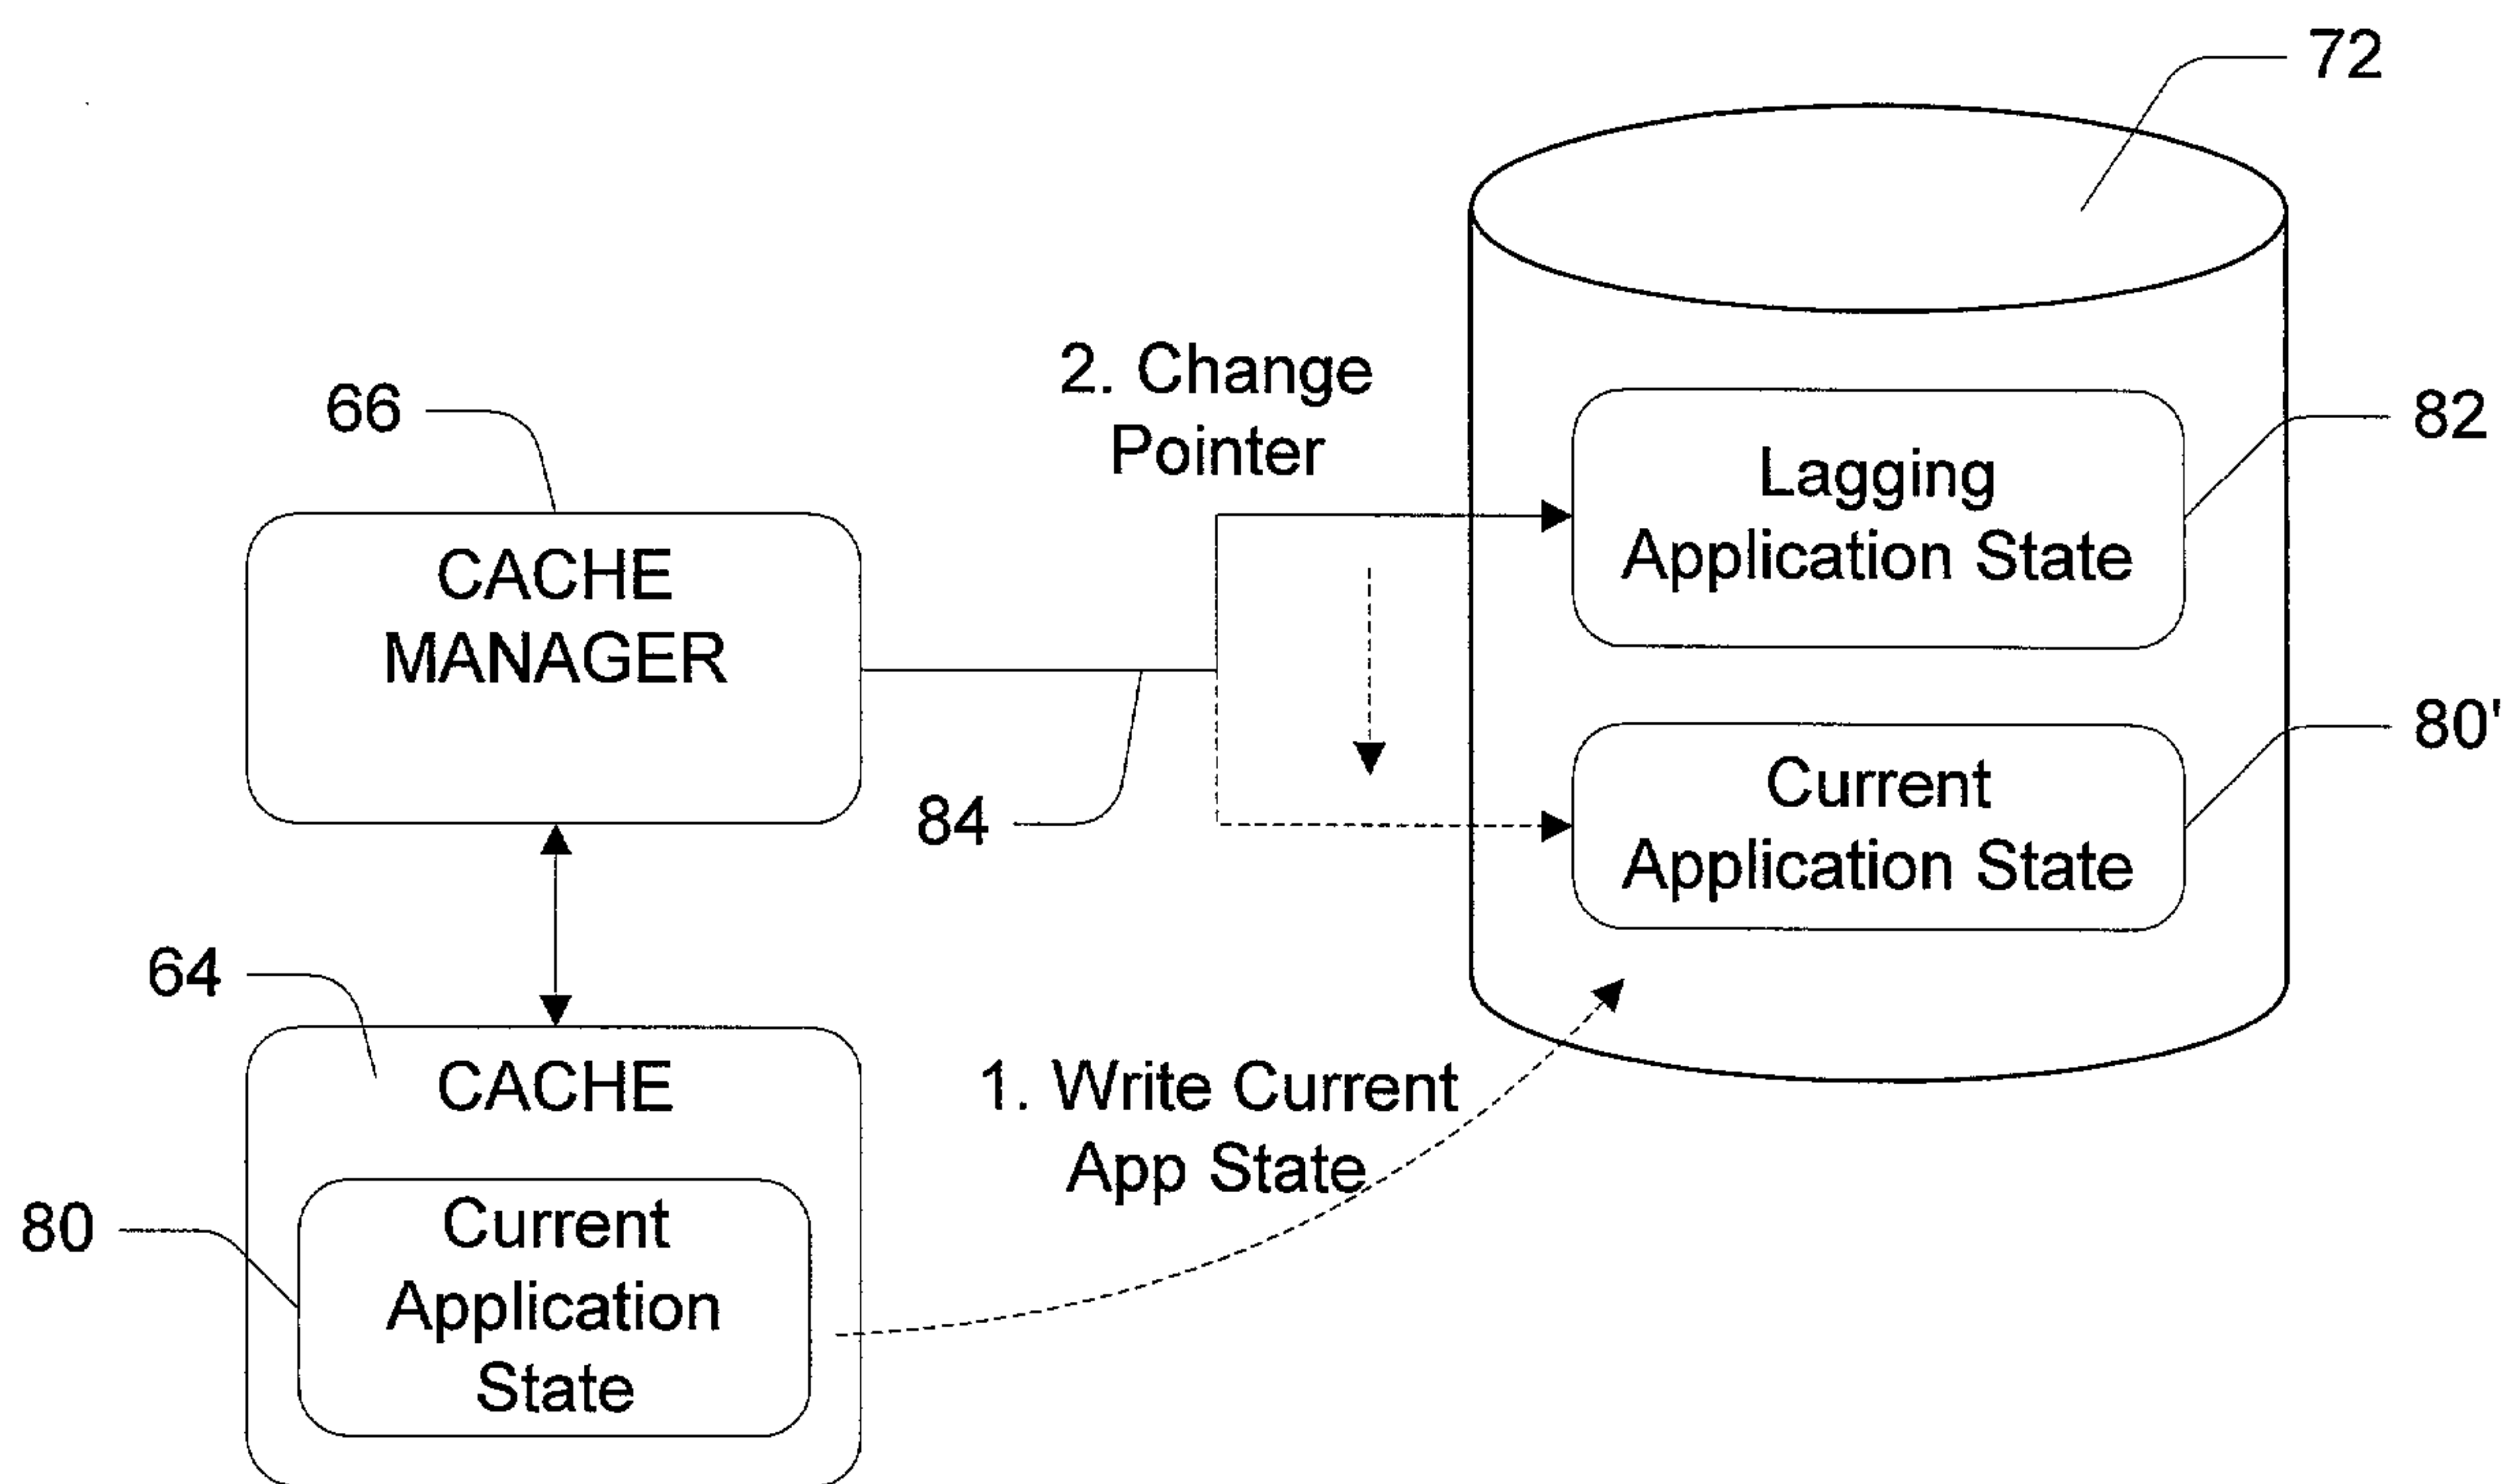 72
2. Change
Pointer
66
82
Lagging
Application State
CACHE
MANAGER
80'
Current
Application State
84
64
CACHE
1. Write Current
App State
80
Current
Application
State